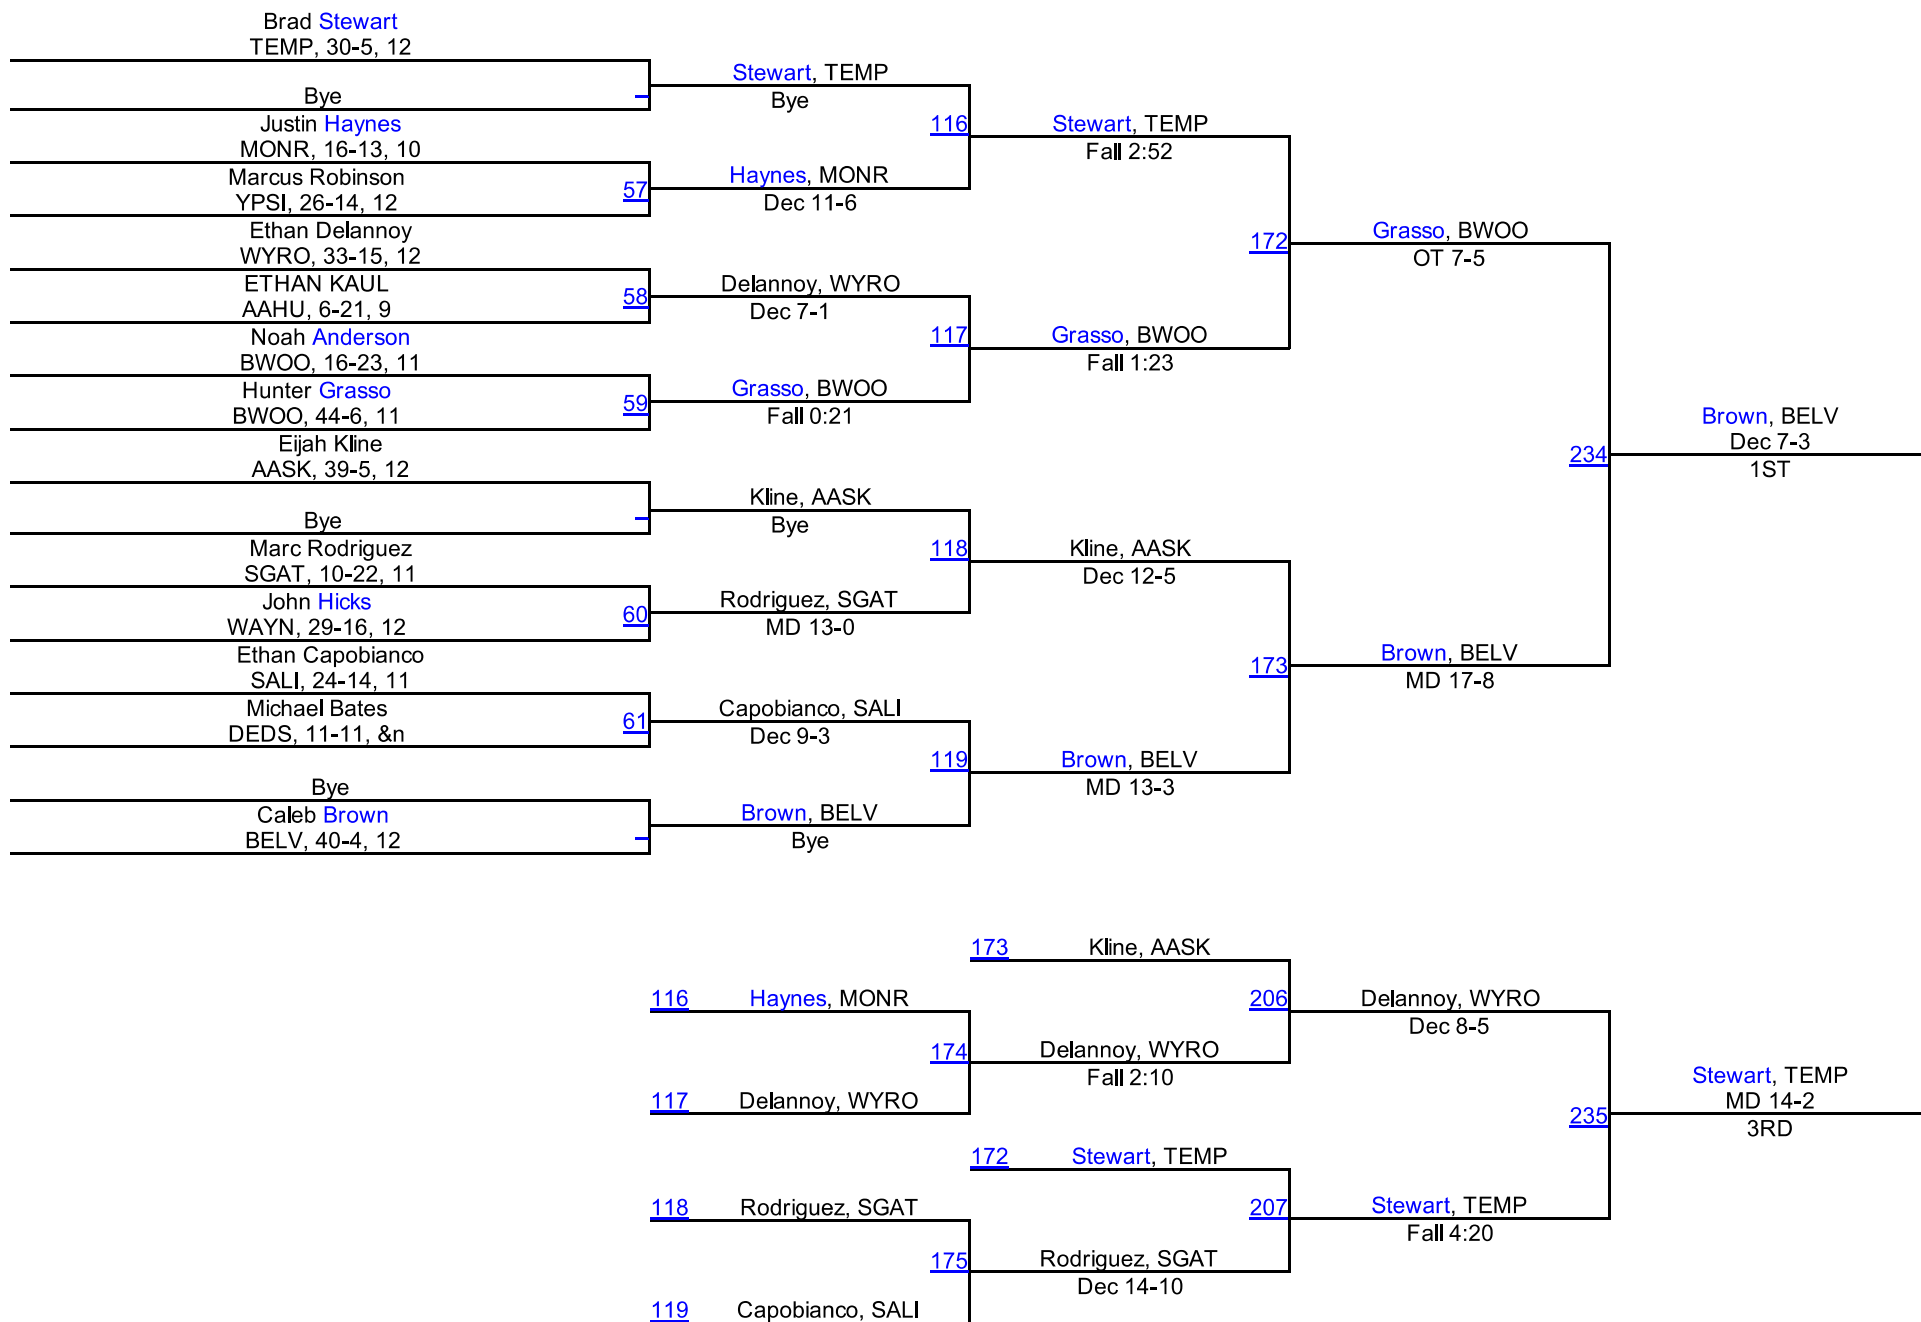 Brad Stewart
TEMP, 30-5, 12
Bye
Justin Haynes
MONR, 16-13, 10
Marcus Robinson
YPSI, 26-14, 12
57
Ethan Delannoy
WYRO, 33-15, 12
ETHAN KAUL
AAHU, 6-21, 9
58
Noah Anderson
BWOO, 16-23, 11
Hunter Grasso
BWOO, 44-6, 11
59
Eijah Kline
AASK, 39-5, 12
Bye
Marc Rodriguez
SGAT, 10-22, 11
John Hicks
WAYN, 29-16, 12
60
Ethan Capobianco
SALI, 24-14, 11
Michael Bates
DEDS, 11-11, &n
61
Bye
Caleb Brown
BELV, 40-4, 12
Stewart, TEMP
Bye
116
Haynes, MONR
Dec 11-6
Delannoy, WYRO
Dec 7-1
117
Grasso, BWOO
Fall 0:21
Kline, AASK
Bye
118
Rodriguez, SGAT
MD 13-0
Capobianco, SALI
Dec 9-3
119
Brown, BELV
Bye
Stewart, TEMP
Fall 2:52
172
Grasso, BWOO
Fall 1:23
Kline, AASK
Dec 12-5
173
Brown, BELV
MD 13-3
Grasso, BWOO
OT 7-5
234
Brown, BELV
MD 17-8
Brown, BELV
Dec 7-3
1ST
173 Kline, AASK
116 Haynes, MONR
206
Delannoy, WYRO
Dec 8-5
174
Delannoy, WYRO
Fall 2:10
117 Delannoy, WYRO
Stewart, TEMP
MD 14-2
235
3RD
172 Stewart, TEMP
118 Rodriguez, SGAT
207
Stewart, TEMP
Fall 4:20
175
Rodriguez, SGAT
Dec 14-10
119 Capobianco, SALI